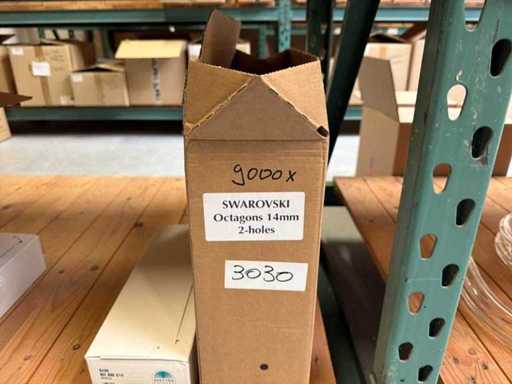 9000x
SWAROVSKI
Octagons 14mm
2-holes
3030